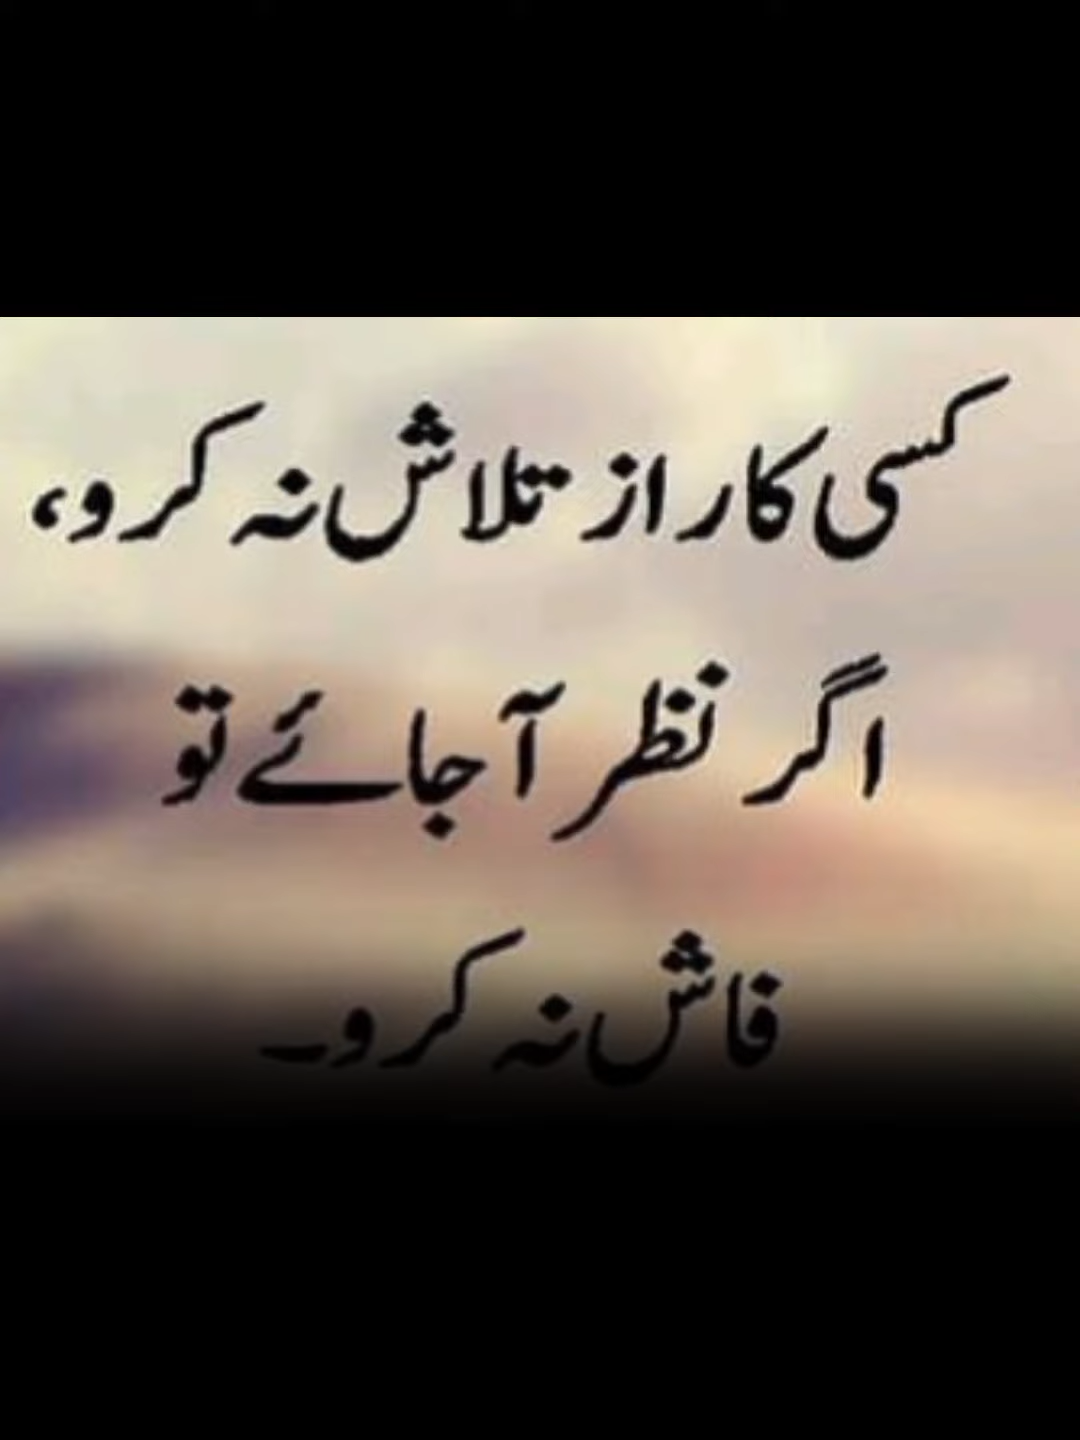 کسی کا راز تلاش نہ کرو،
اگر نظر آ جائے تو
فاش نہ کرو۔